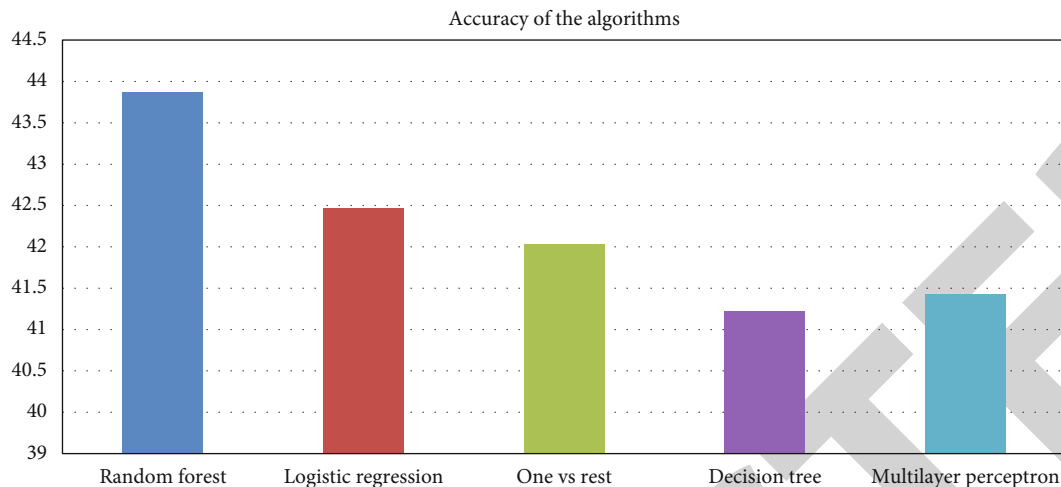 Accuracy of the algorithms
44.5
44
43.5
43
42.5
42
41.5
41
40.5
40
39
Random forest
Logistic regression
One vs rest
Decision tree
Multilayer perceptron